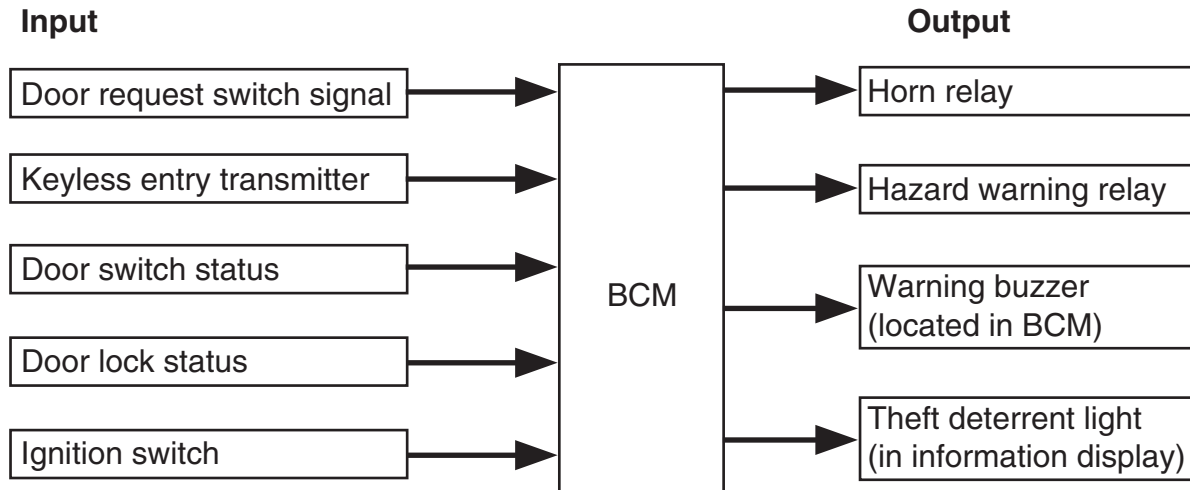 Input
Output
Door request switch signal
Keyless entry transmitter
Door switch status
Door lock status
Ignition switch
BCM
Horn relay
Hazard warning relay
Warning buzzer
(located in BCM)
Theft deterrent light
(in information display)